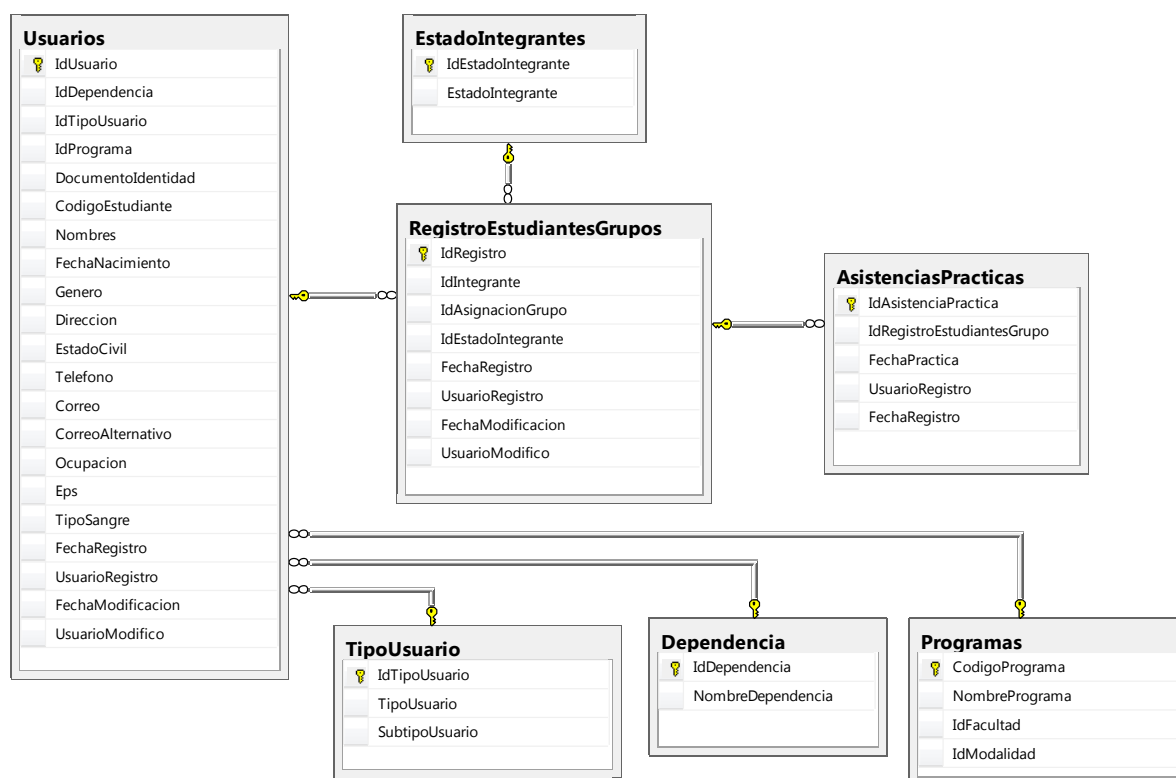 Usuarios
IdUsuario
IdDependencia
IdTipoUsuario
IdPrograma
DocumentoIdentidad
CodigoEstudiante
Nombres
FechaNacimiento
Genero
Direccion
EstadoCivil
Telefono
Correo
CorreoAlternativo
Ocupacion
Eps
TipoSangre
FechaRegistro
UsuarioRegistro
FechaModificacion
UsuarioModifico
EstadoIntegrantes
IdEstadoIntegrante
EstadoIntegrante
RegistroEstudiantesGrupos
IdRegistro
IdIntegrante
IdAsignacionGrupo
IdEstadoIntegrante
FechaRegistro
UsuarioRegistro
FechaModificacion
UsuarioModifico
AsistenciasPracticas
IdAsistenciaPractica
IdRegistroEstudiantesGrupo
FechaPractica
UsuarioRegistro
FechaRegistro
TipoUsuario
IdTipoUsuario
TipoUsuario
SubtipoUsuario
Dependencia
IdDependencia
NombreDependencia
Programas
CodigoPrograma
NombrePrograma
IdFacultad
IdModalidad